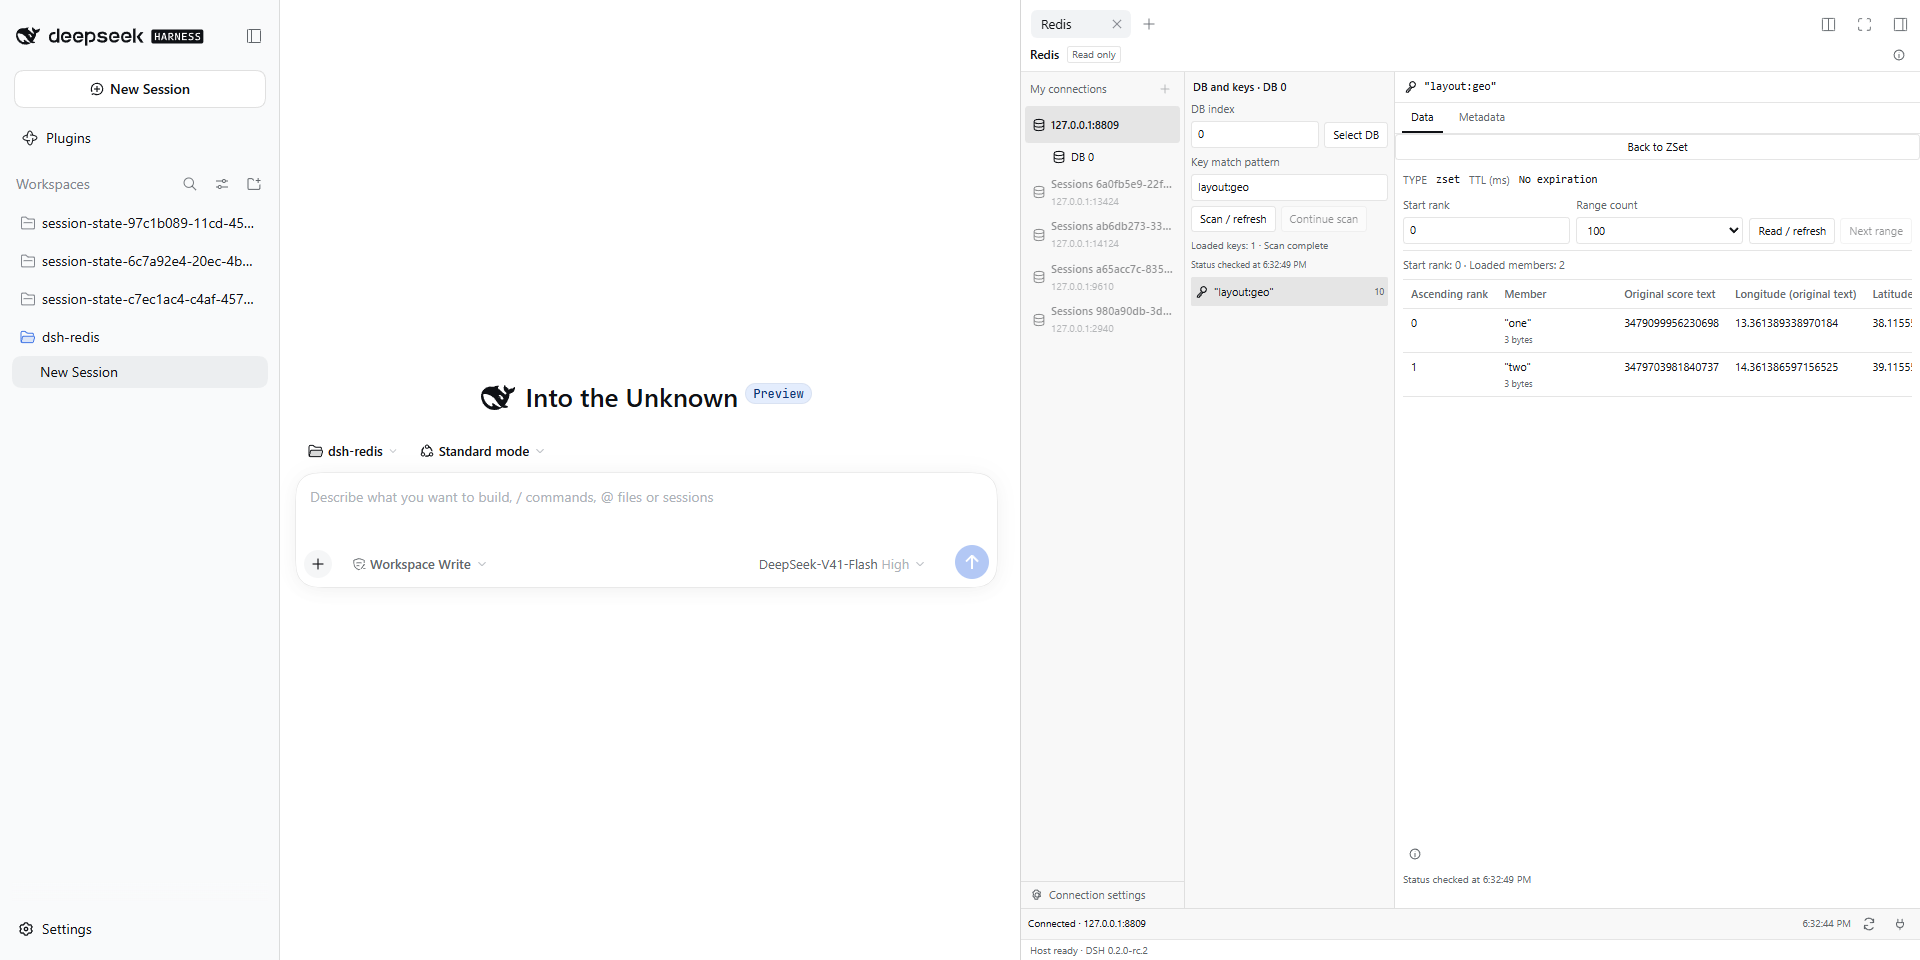 deepseek HARNESS
New Session
Plugins
Workspaces
session-state-97c1b089-11cd-45...
session-state-6c7a92e4-20ec-4b...
session-state-c7ec1ac4-c4af-457...
dsh-redis
New Session
Settings
Into the Unknown Preview
dsh-redis Standard mode
Describe what you want to build, / commands, @ files or sessions
Workspace Write DeepSeek-V41-Flash High
Redis
Redis Read only
My connections
127.0.0.1:8809
DB 0
Sessions 6a0fb5e9-22f...
127.0.0.1:13424
Sessions ab6db273-33...
127.0.0.1:14124
Sessions a65acc7c-835...
127.0.0.1:9610
Sessions 980a90db-3d...
127.0.0.1:2940
Connection settings
DB and keys · DB 0
DB index
0 Select DB
Key match pattern
layout:geo
Scan / refresh Continue scan
Loaded keys: 1 · Scan complete
Status checked at 6:32:49 PM
"layout:geo" 10
"layout:geo"
Data Metadata
Back to ZSet
TYPE zset TTL (ms) No expiration
Start rank Range count
0 100 Read / refresh Next range
Start rank: 0 · Loaded members: 2
Ascending rank Member Original score text Longitude (original text) Latitude
0 "one" 3479099956230698 13.361389338970184 38.1155
3 bytes
1 "two" 3479703981840737 14.361386597156525 39.1155
3 bytes
Status checked at 6:32:49 PM
Connected · 127.0.0.1:8809 6:32:44 PM
Host ready · DSH 0.2.0-rc.2